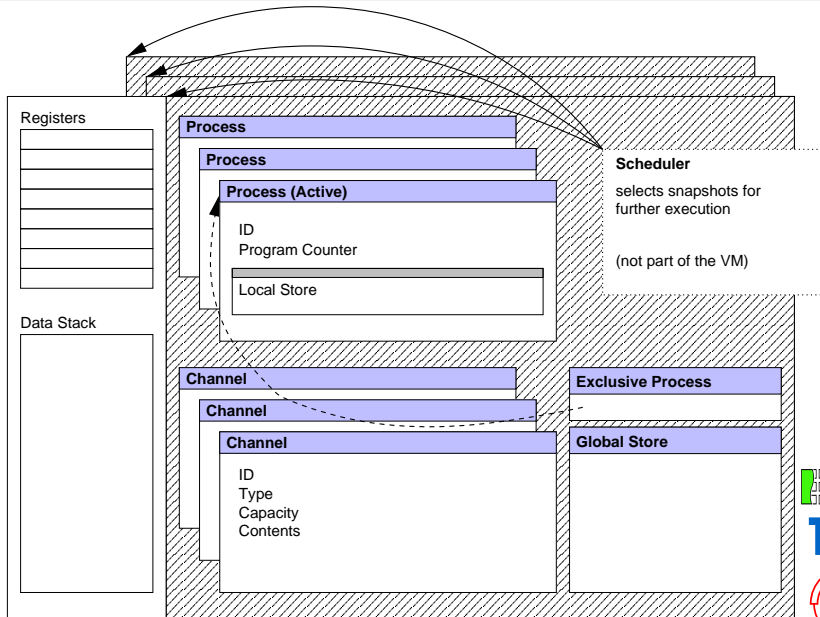 Registers
Data Stack
Process
Process
Process (Active)
ID
Program Counter
Local Store
Scheduler
selects snapshots for
further execution
(not part of the VM)
Channel
Channel
Channel
ID
Type
Capacity
Contents
Exclusive Process
Global Store